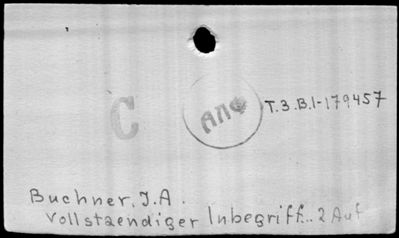 C
АПФ
T.3.B.1-179457
Buchner, J.A.
Vollstaendiger Inbegriff... 2 Auf